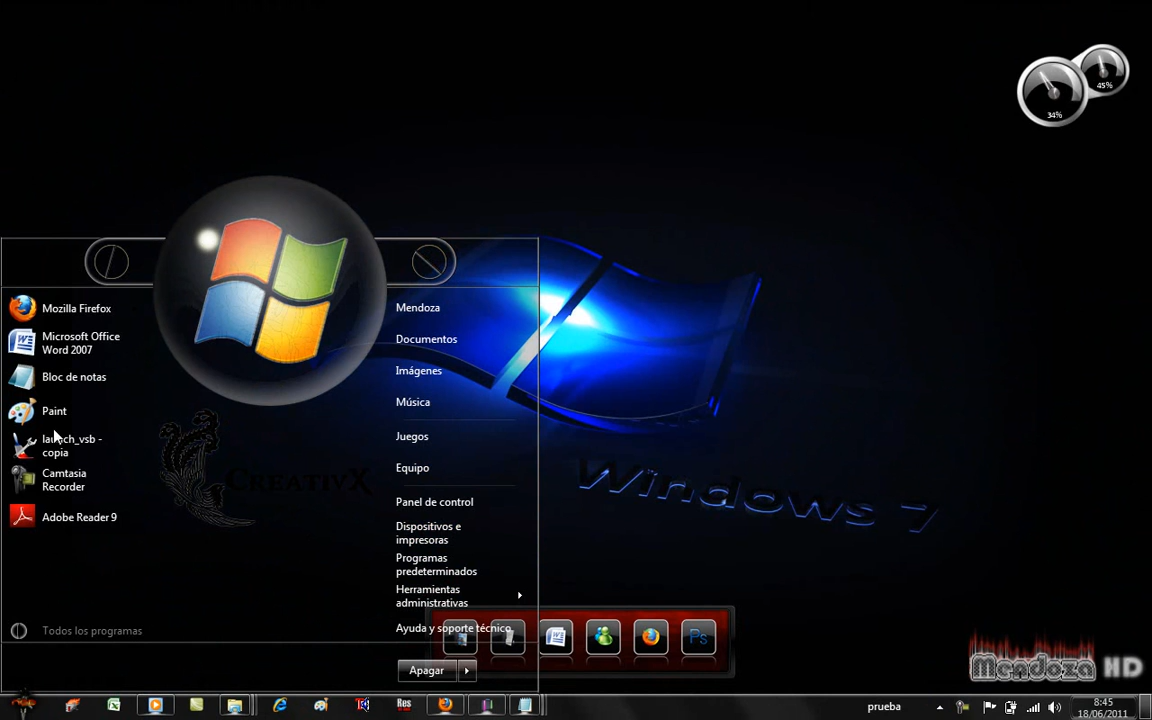 45%
34%
Mozilla Firefox
Microsoft Office
Word 2007
Bloc de notas
Paint
launch_vsb -
copia
Camtasia
Recorder
Adobe Reader 9
Todos los programas
CreativX
Mendoza
Documentos
Imágenes
Música
Juegos
Equipo
Panel de control
Dispositivos e
impresoras
Programas
predeterminados
Herramientas
administrativas
Ayuda y soporte técnico
Apagar
Windows 7
Ps
Mendoza HD
Res
prueba
8:45
18/06/2011